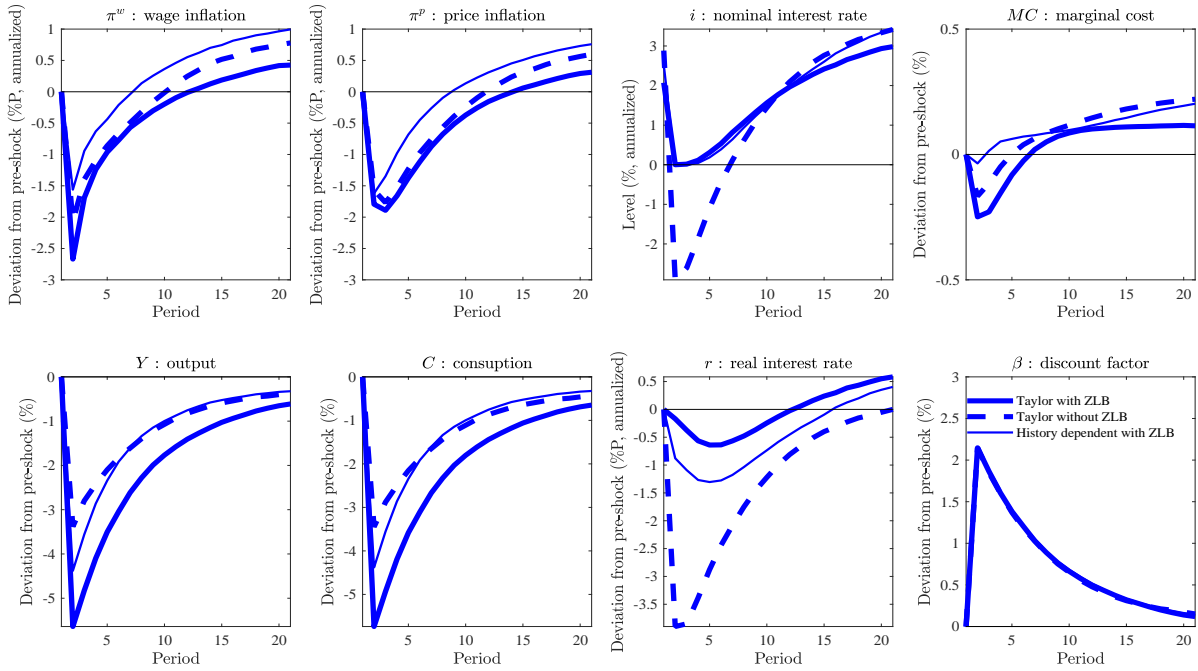 π^w : wage inflation
Deviation from pre-shock (%P, annualized)
1
0.5
0
-0.5
-1
-1.5
-2
-2.5
-3
5 10 15 20
Period
π^p : price inflation
Deviation from pre-shock (%P, annualized)
1
0.5
0
-0.5
-1
-1.5
-2
-2.5
-3
5 10 15 20
Period
i : nominal interest rate
Level (%, annualized)
3
2
1
0
-1
-2
5 10 15 20
Period
MC : marginal cost
Deviation from pre-shock (%)
0.5
0
-0.5
5 10 15 20
Period
Y : output
Deviation from pre-shock (%)
0
-1
-2
-3
-4
-5
5 10 15 20
Period
C : consuption
Deviation from pre-shock (%)
0
-1
-2
-3
-4
-5
5 10 15 20
Period
r : real interest rate
Deviation from pre-shock (%P, annualized)
0.5
0
-0.5
-1
-1.5
-2
-2.5
-3
-3.5
5 10 15 20
Period
β : discount factor
Deviation from pre-shock (%)
3
2
1
0
Taylor with ZLB
Taylor without ZLB
History dependent with ZLB
5 10 15 20
Period